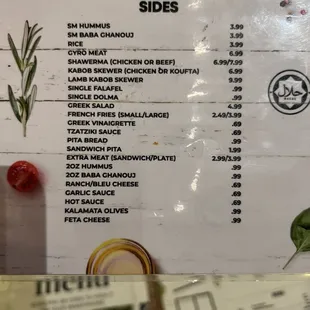 SIDES
SM HUMMUS 3.99
SM BABA GHANOUJ 3.99
RICE 3.99
GYRO MEAT 6.99
SHAWERMA (CHICKEN OR BEEF) 6.99/7.99
KABOB SKEWER (CHICKEN OR KOUFTA) 6.99
LAMB KABOB SKEWER 9.99
SINGLE FALAFEL .99
SINGLE DOLMA .99
GREEK SALAD 4.99
FRENCH FRIES (SMALL/LARGE) 2.49/3.99
GREEK VINAIGRETTE .69
TZATZIKI SAUCE .69
PITA BREAD .99
SANDWICH PITA 1.99
EXTRA MEAT (SANDWICH/PLATE) 2.99/3.99
2OZ HUMMUS .99
2OZ BABA GHANOUJ .99
RANCH/BLEU CHEESE .69
GARLIC SAUCE .69
HOT SAUCE .69
KALAMATA OLIVES .99
FETA CHEESE .99
حلال
menu